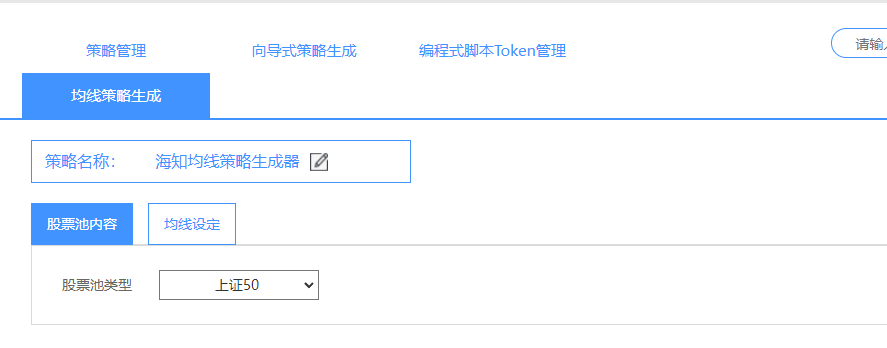 策略管理 向导式策略生成 编程式脚本Token管理 请输
均线策略生成
策略名称： 海知均线策略生成器
股票池内容 均线设定
股票池类型 上证50